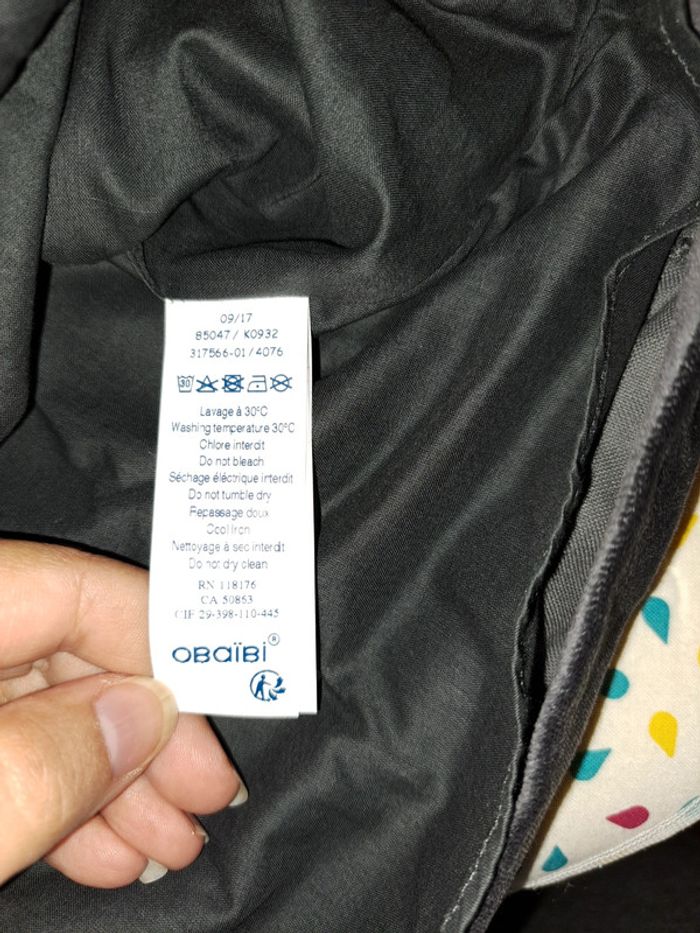 09/17
85047 / K0932
317566-01 / 4076
30
Lavage à 30°C
Washing temperature 30°C
Chlore interdit
Do not bleach
Séchage éléctrique interdit
Do not tumble dry
Repassage doux
Cool Iron
Nettoyage à sec interdit
Do not dry clean
RN 118176
CA 50863
CIF 29-398-110-445
OBaïBi®